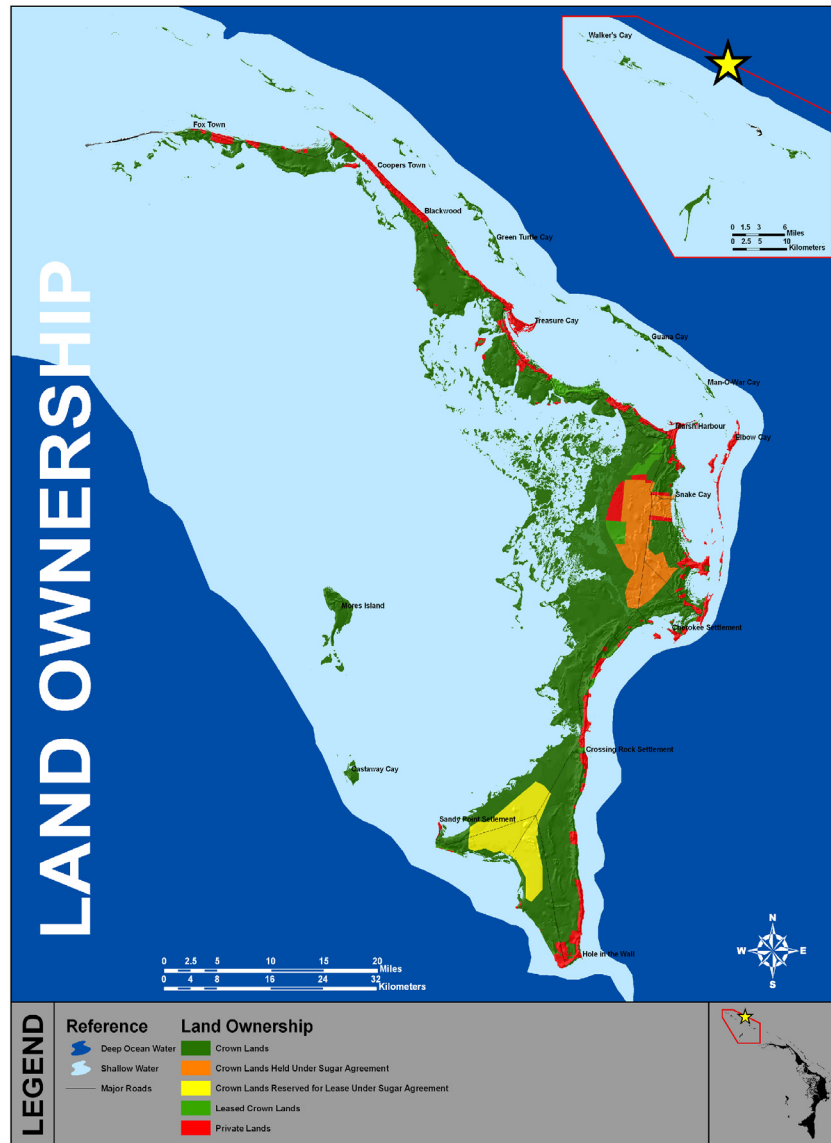 LAND OWNERSHIP
Walker's Cay
0 1.5 3 6
Miles
0 2.5 5 10
Kilometers
Fox Town
Coopers Town
Blackwood
Green Turtle Cay
Treasure Cay
Guana Cay
Man-O-War Cay
Marsh Harbour
Elbow Cay
Snake Cay
Mores Island
Cherokee Settlement
Crossing Rock Settlement
Castaway Cay
Sandy Point Settlement
Hole in the Wall
0 2.5 5 10 15 20
Miles
0 4 8 16 24 32
Kilometers
N
W E
S
LEGEND
Reference
Deep Ocean Water
Shallow Water
Major Roads
Land Ownership
Crown Lands
Crown Lands Held Under Sugar Agreement
Crown Lands Reserved for Lease Under Sugar Agreement
Leased Crown Lands
Private Lands